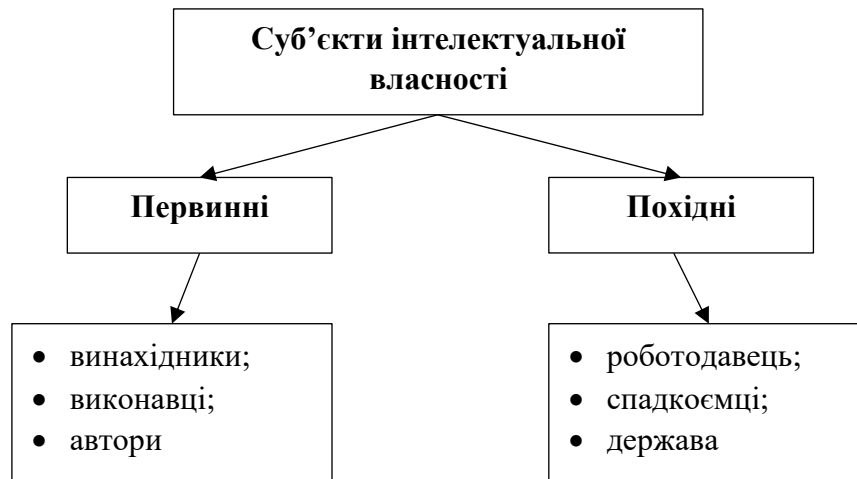 Суб’єкти інтелектуальної
власності
Первинні
Похідні
• винахідники;
• виконавці;
• автори
• роботодавець;
• спадкоємці;
• держава